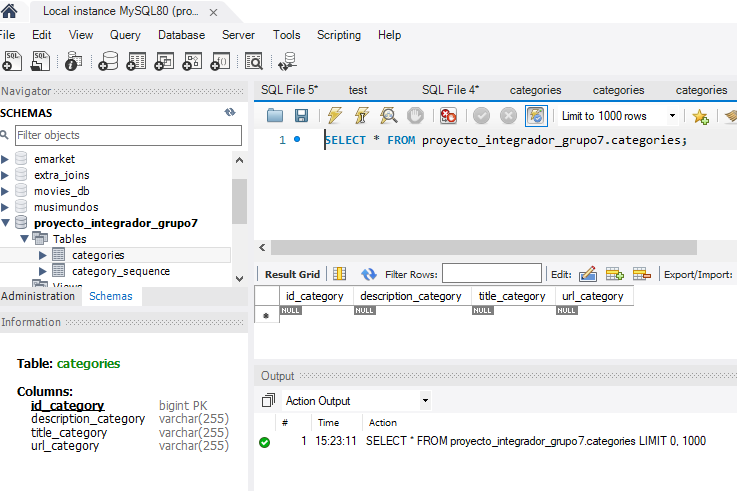 Local instance MySQL80 (pro... ×
File Edit View Query Database Server Tools Scripting Help
SQL SQL
Navigator
SCHEMAS
Filter objects
emarket
extra_joins
movies_db
musimundos
proyecto_integrador_grupo7
Tables
categories
category_sequence
Views
Administration Schemas
Information
Table: categories
Columns:
id_category bigint PK
description_category varchar(255)
title_category varchar(255)
url_category varchar(255)
SQL File 5* test SQL File 4* categories categories categories
Limit to 1000 rows
1 SELECT * FROM proyecto_integrador_grupo7.categories;
Result Grid Filter Rows: Edit: Export/Import:
id_category description_category title_category url_category
* NULL NULL NULL NULL
Output
Action Output
# Time Action
1 15:23:11 SELECT * FROM proyecto_integrador_grupo7.categories LIMIT 0, 1000